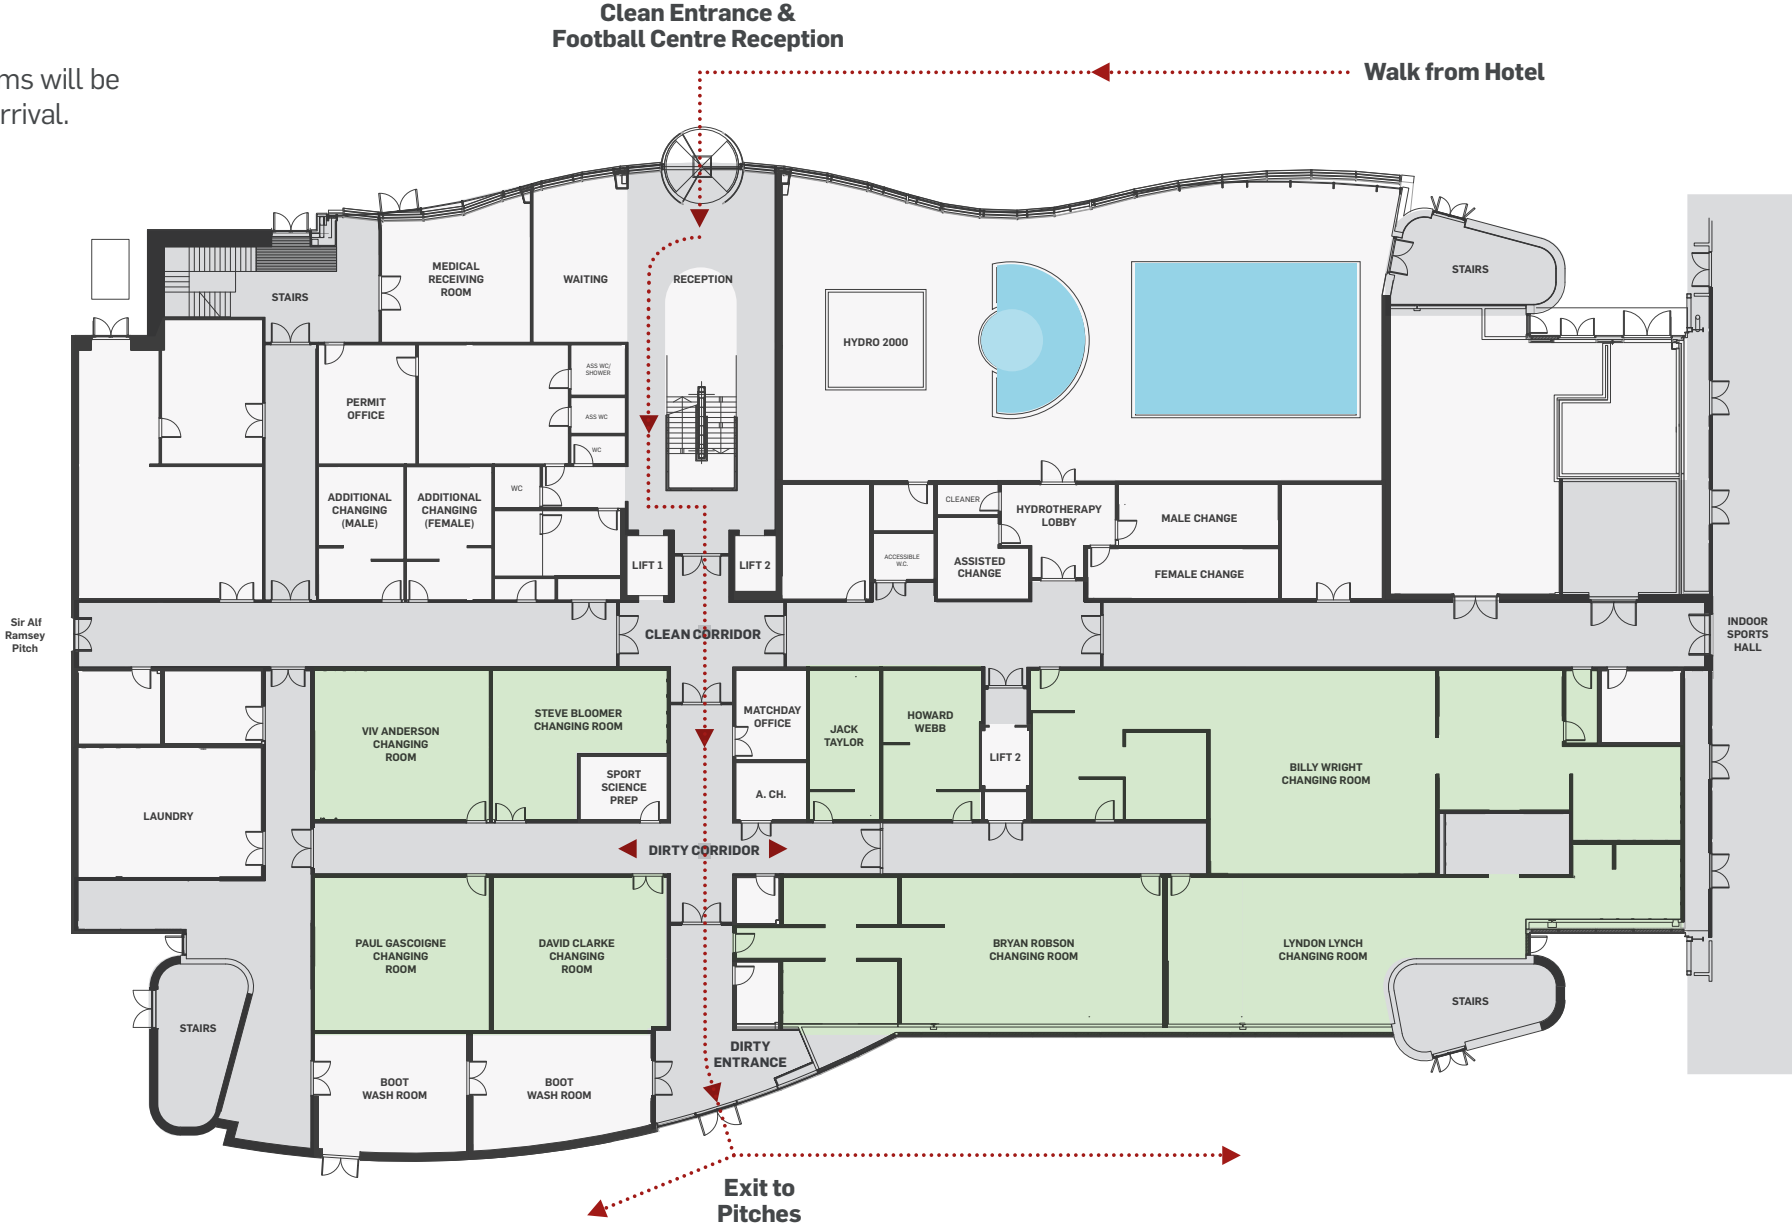 Clean Entrance &
Football Centre Reception
ms will be
rrival.
Walk from Hotel
STAIRS
MEDICAL
RECEIVING
ROOM
WAITING
RECEPTION
HYDRO 2000
STAIRS
PERMIT
OFFICE
ASS WC/
SHOWER
ASS WC
WC
WC
ADDITIONAL
CHANGING
(MALE)
ADDITIONAL
CHANGING
(FEMALE)
LIFT 1
LIFT 2
CLEANER
ACCESSIBLE
W.C.
ASSISTED
CHANGE
HYDROTHERAPY
LOBBY
MALE CHANGE
FEMALE CHANGE
Sir Alf
Ramsey
Pitch
CLEAN CORRIDOR
INDOOR
SPORTS
HALL
VIV ANDERSON
CHANGING
ROOM
STEVE BLOOMER
CHANGING ROOM
SPORT
SCIENCE
PREP
MATCHDAY
OFFICE
A. CH.
JACK
TAYLOR
HOWARD
WEBB
LIFT 2
BILLY WRIGHT
CHANGING ROOM
LAUNDRY
DIRTY CORRIDOR
PAUL GASCOIGNE
CHANGING
ROOM
DAVID CLARKE
CHANGING
ROOM
BRYAN ROBSON
CHANGING ROOM
LYNDON LYNCH
CHANGING ROOM
STAIRS
STAIRS
DIRTY
ENTRANCE
BOOT
WASH ROOM
BOOT
WASH ROOM
Exit to
Pitches